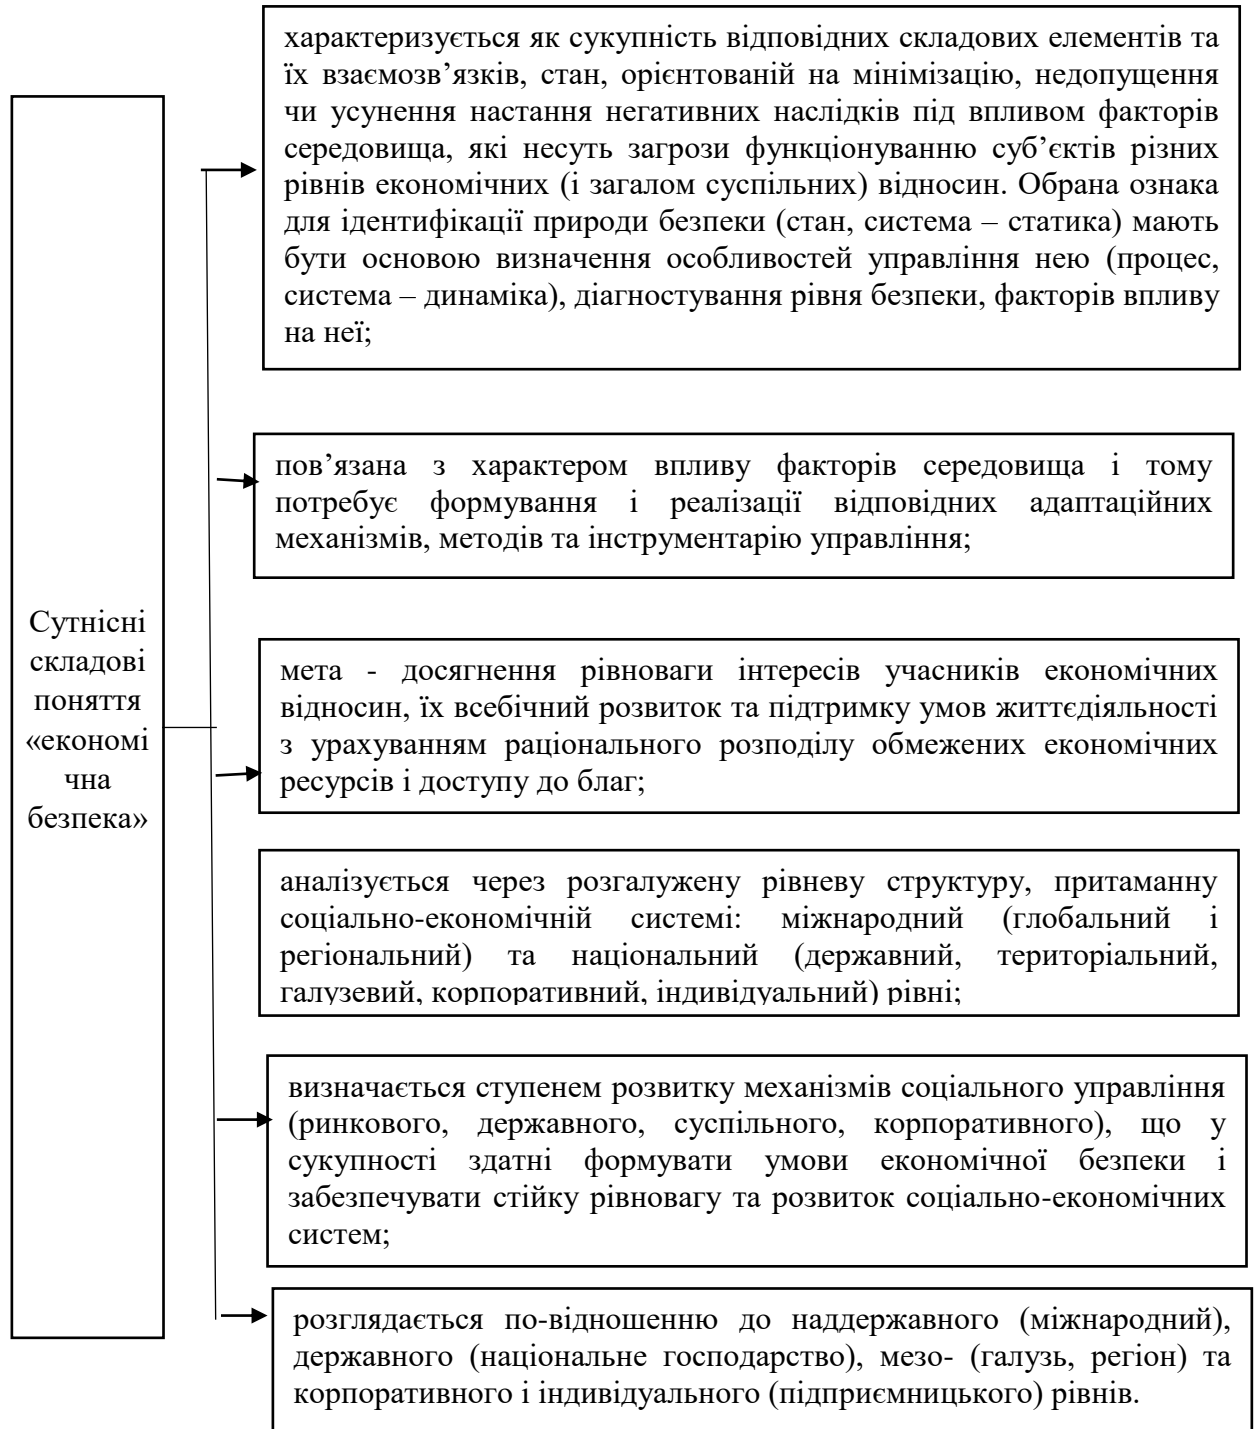 характеризується як сукупність відповідних складових елементів та
їх взаємозв’язків, стан, орієнтованій на мінімізацію, недопущення
чи усунення настання негативних наслідків під впливом факторів
середовища, які несуть загрози функціонуванню суб’єктів різних
рівнів економічних (і загалом суспільних) відносин. Обрана ознака
для ідентифікації природи безпеки (стан, система – статика) мають
бути основою визначення особливостей управління нею (процес,
система – динаміка), діагностування рівня безпеки, факторів впливу
на неї;
пов’язана з характером впливу факторів середовища і тому
потребує формування і реалізації відповідних адаптаційних
механізмів, методів та інструментарію управління;
Сутнісні
складові
поняття
«економі
чна
безпека»
мета - досягнення рівноваги інтересів учасників економічних
відносин, їх всебічний розвиток та підтримку умов життєдіяльності
з урахуванням раціонального розподілу обмежених економічних
ресурсів і доступу до благ;
аналізується через розгалужену рівневу структуру, притаманну
соціально-економічній системі: міжнародний (глобальний і
регіональний) та національний (державний, територіальний,
галузевий, корпоративний, індивідуальний) рівні;
визначається ступенем розвитку механізмів соціального управління
(ринкового, державного, суспільного, корпоративного), що у
сукупності здатні формувати умови економічної безпеки і
забезпечувати стійку рівновагу та розвиток соціально-економічних
систем;
розглядається по-відношенню до наддержавного (міжнародний),
державного (національне господарство), мезо- (галузь, регіон) та
корпоративного і індивідуального (підприємницького) рівнів.